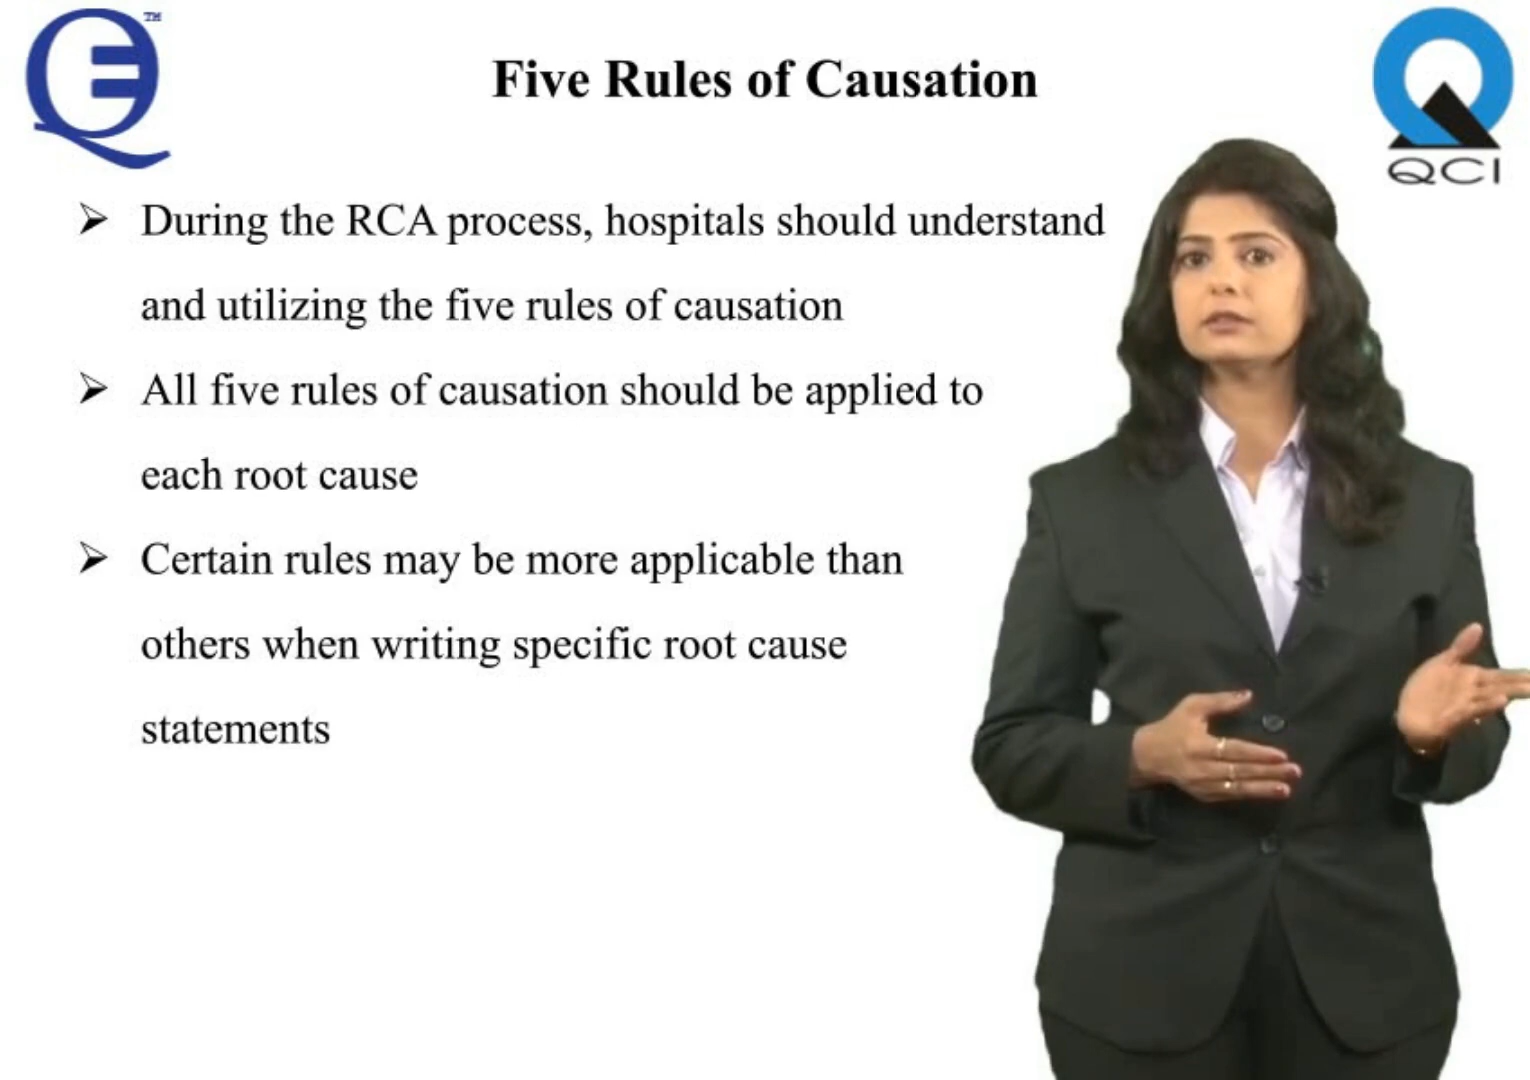 TM
Five Rules of Causation
QCI
➢ During the RCA process, hospitals should understand
and utilizing the five rules of causation
➢ All five rules of causation should be applied to
each root cause
➢ Certain rules may be more applicable than
others when writing specific root cause
statements